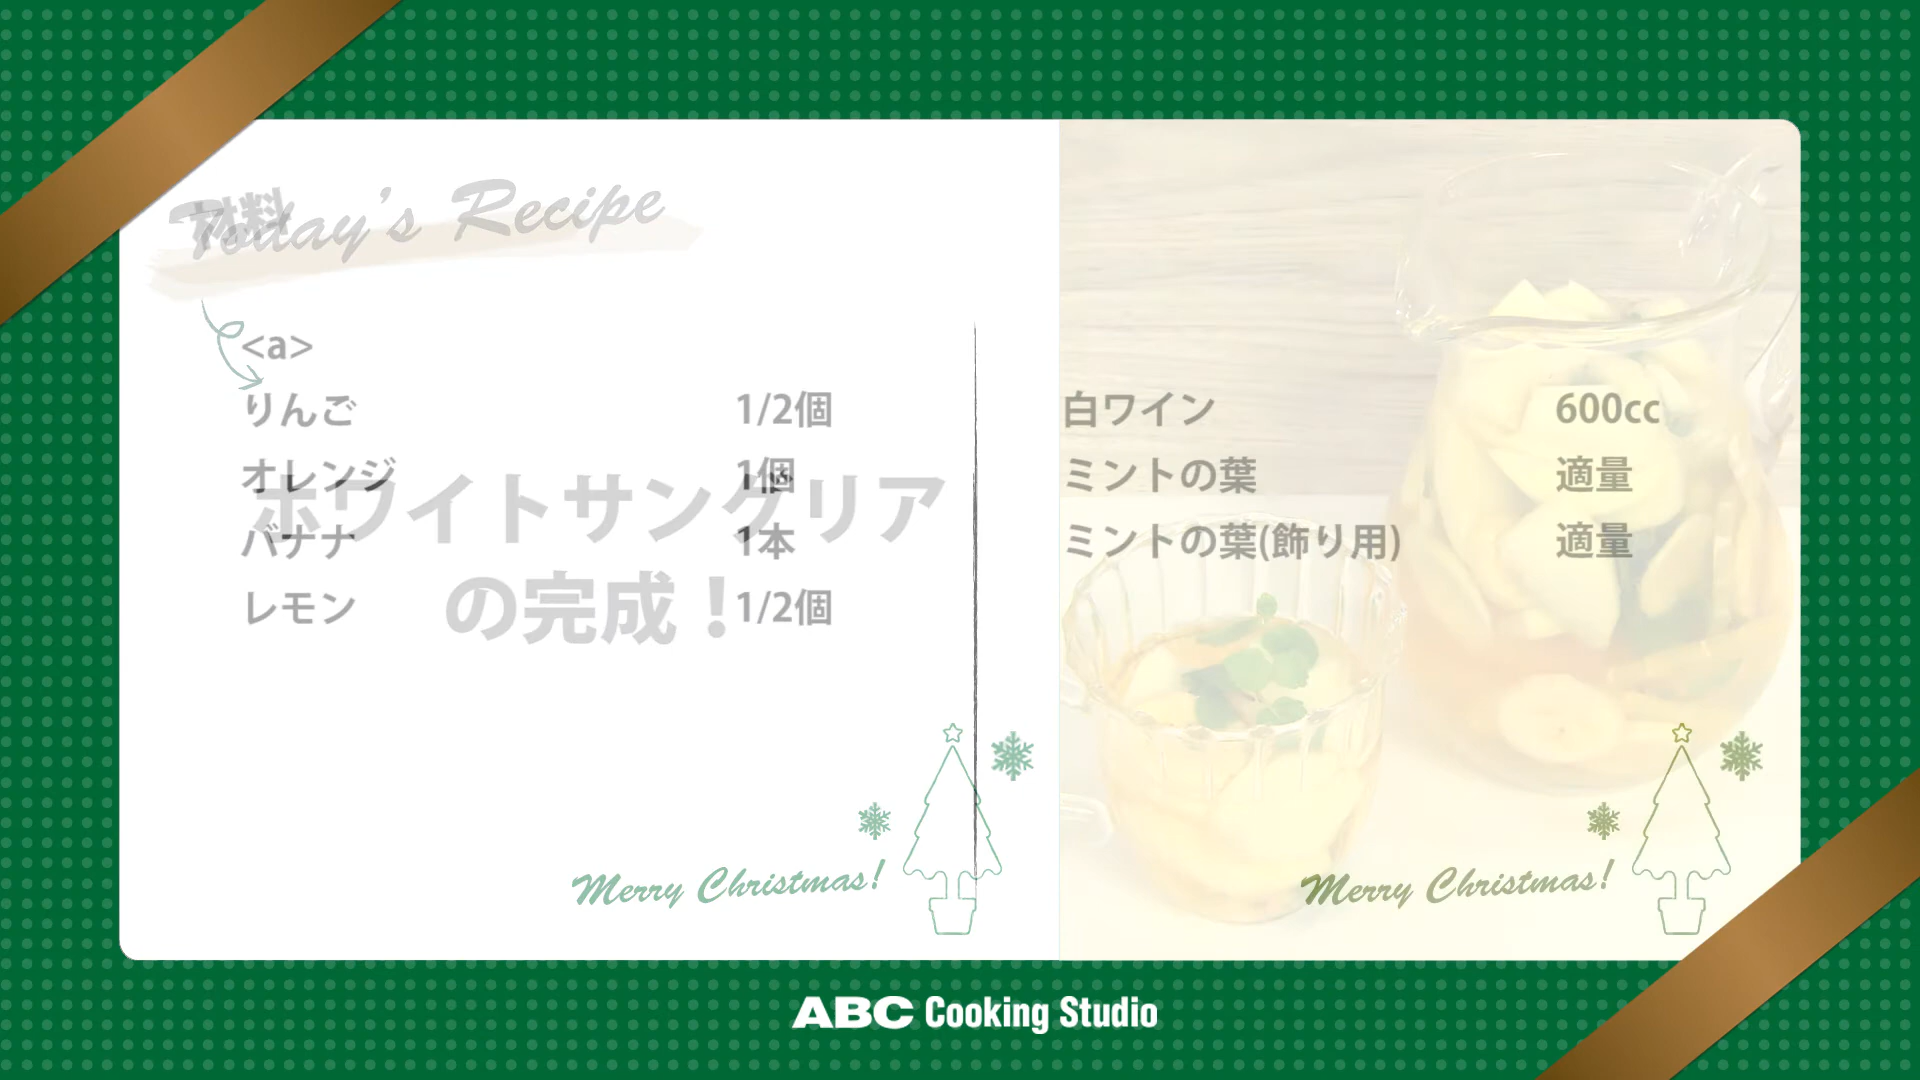 材料
Today's Recipe
<a>
りんご 1/2個
オレンジ 1個
バナナ 1本
レモン 1/2個
白ワイン 600cc
ミントの葉 適量
ミントの葉(飾り用) 適量
ホワイトサングリア
の完成！
Merry Christmas!
Merry Christmas!
ABC Cooking Studio